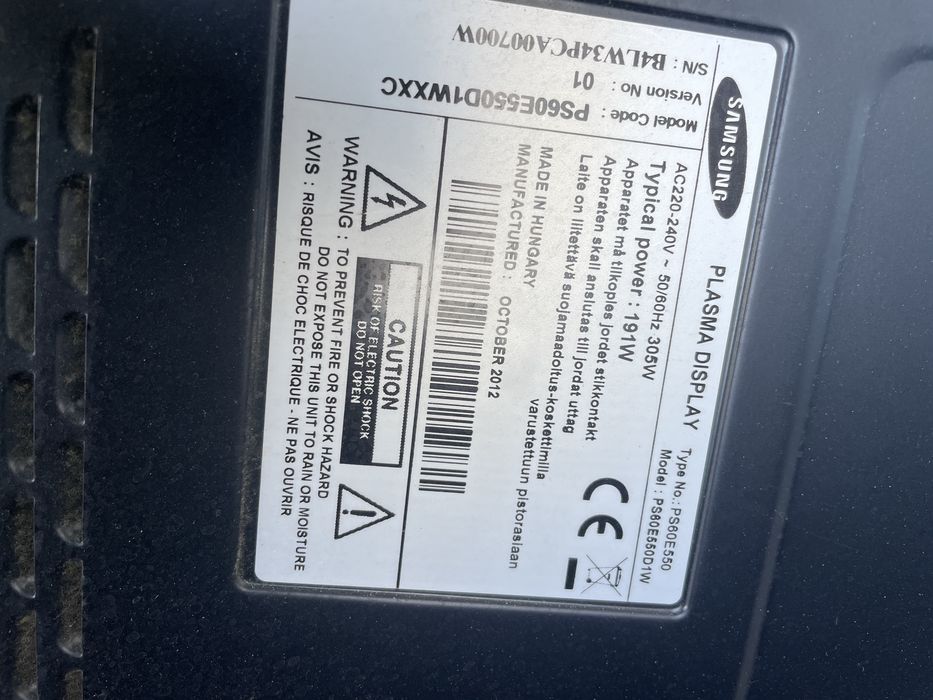 SAMSUNG
PLASMA DISPLAY
Type No.: PS60E550
Model : PS60E550D1W
AC220-240V ~ 50/60Hz 305W
Typical power : 191W
Apparatet må tilkoples jordet stikkontakt
Apparaten skall anslutas till jordat uttag
Laite on liitettävä suojamaadoitus-koskettimilla
varustettuun pistorasiaan
MADE IN HUNGARY
MANUFACTURED : OCTOBER 2012
Model Code : PS60E550D1WXXC
Version No : 01
S/N : B4LW34PCA00700W
CAUTION
RISK OF ELECTRIC SHOCK
DO NOT OPEN
WARNING : TO PREVENT FIRE OR SHOCK HAZARD
DO NOT EXPOSE THIS UNIT TO RAIN OR MOISTURE
AVIS : RISQUE DE CHOC ELECTRIQUE - NE PAS OUVRIR